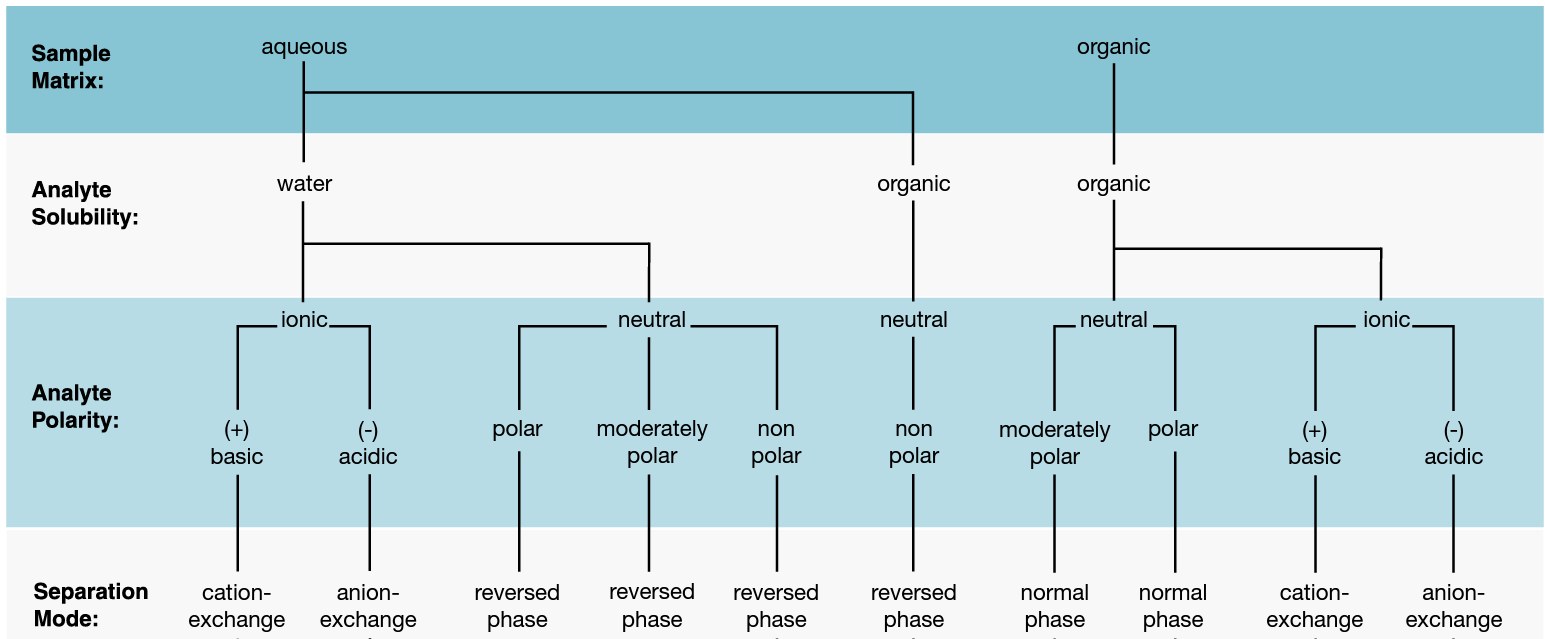 Sample
Matrix:
aqueous
organic
Analyte
Solubility:
water
organic
organic
Analyte
Polarity:
ionic
neutral
neutral
neutral
ionic
(+)
basic
(-)
acidic
polar
moderately
polar
non
polar
non
polar
moderately
polar
polar
(+)
basic
(-)
acidic
Separation
Mode:
cation-
exchange
anion-
exchange
reversed
phase
reversed
phase
reversed
phase
reversed
phase
normal
phase
normal
phase
cation-
exchange
anion-
exchange